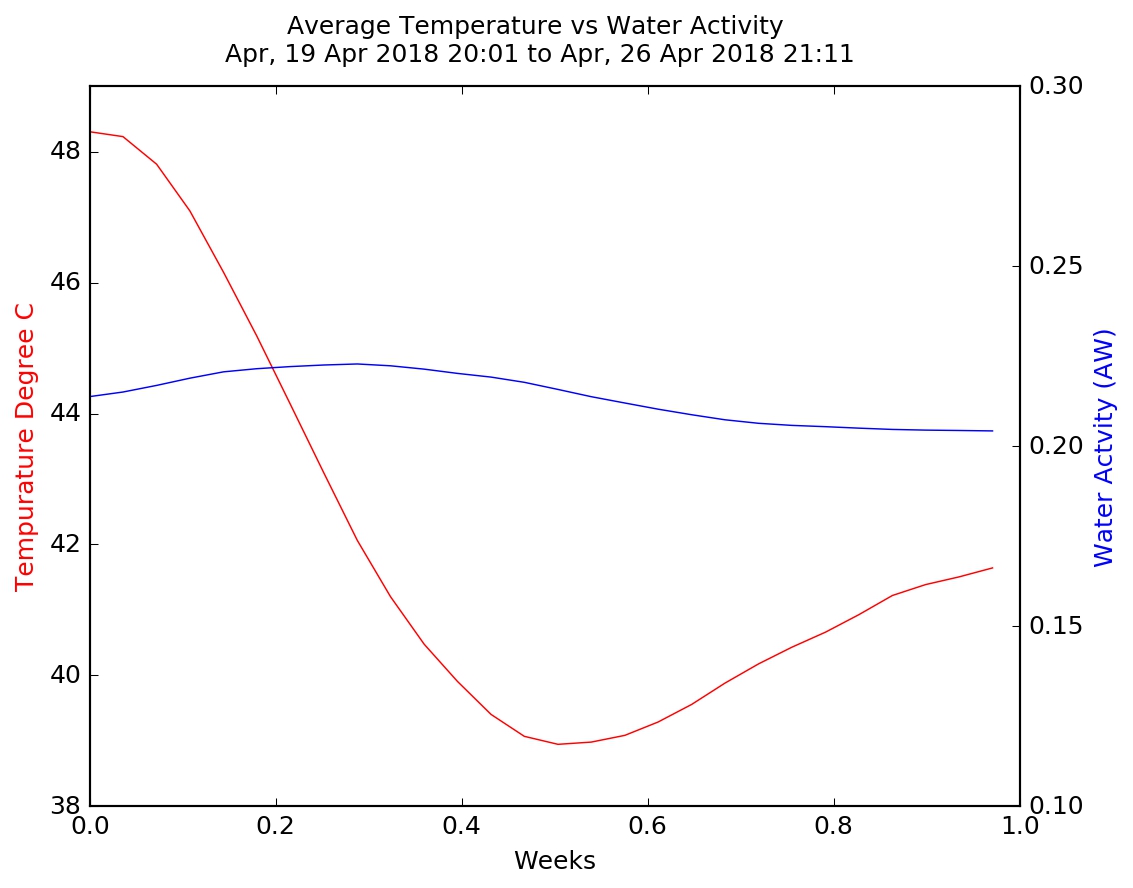 Average Temperature vs Water Activity
Apr, 19 Apr 2018 20:01 to Apr, 26 Apr 2018 21:11
Tempurature Degree C
48
46
44
42
40
38
0.30
0.25
0.20
0.15
0.10
Water Actvity (AW)
0.0 0.2 0.4 0.6 0.8 1.0
Weeks